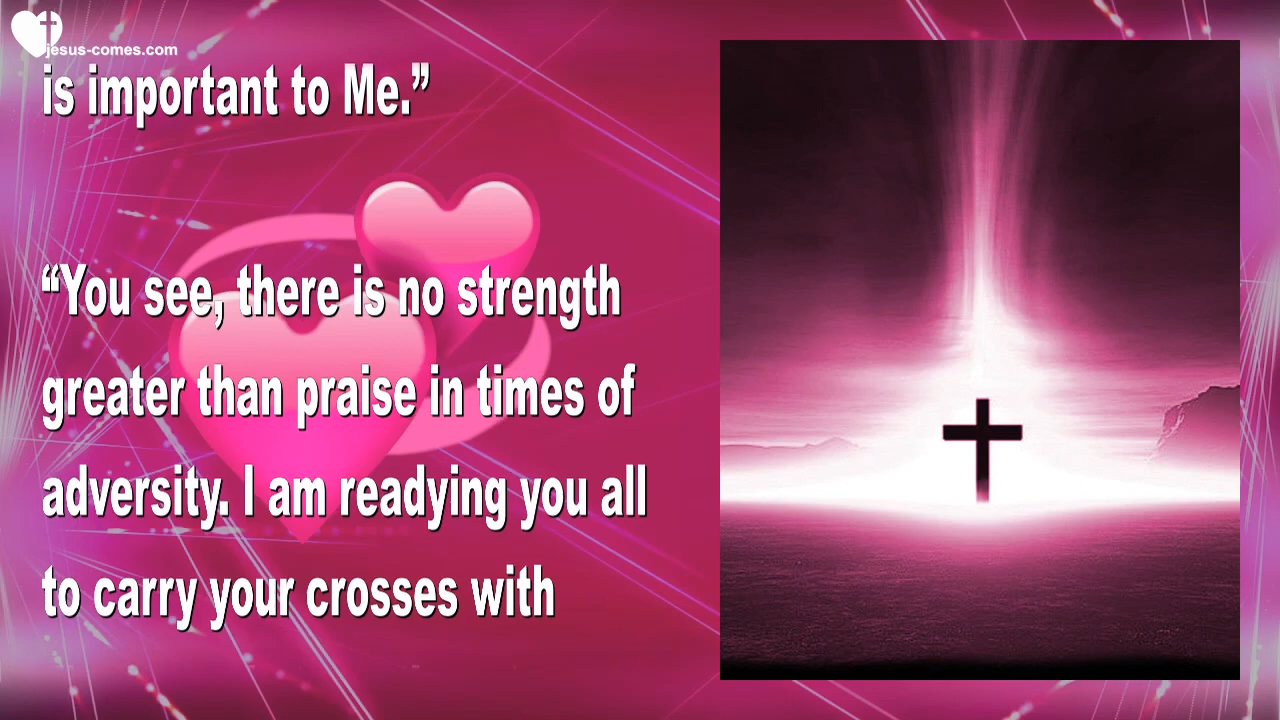 jesus-comes.com
is important to Me.”
“You see, there is no strength
greater than praise in times of
adversity. I am readying you all
to carry your crosses with